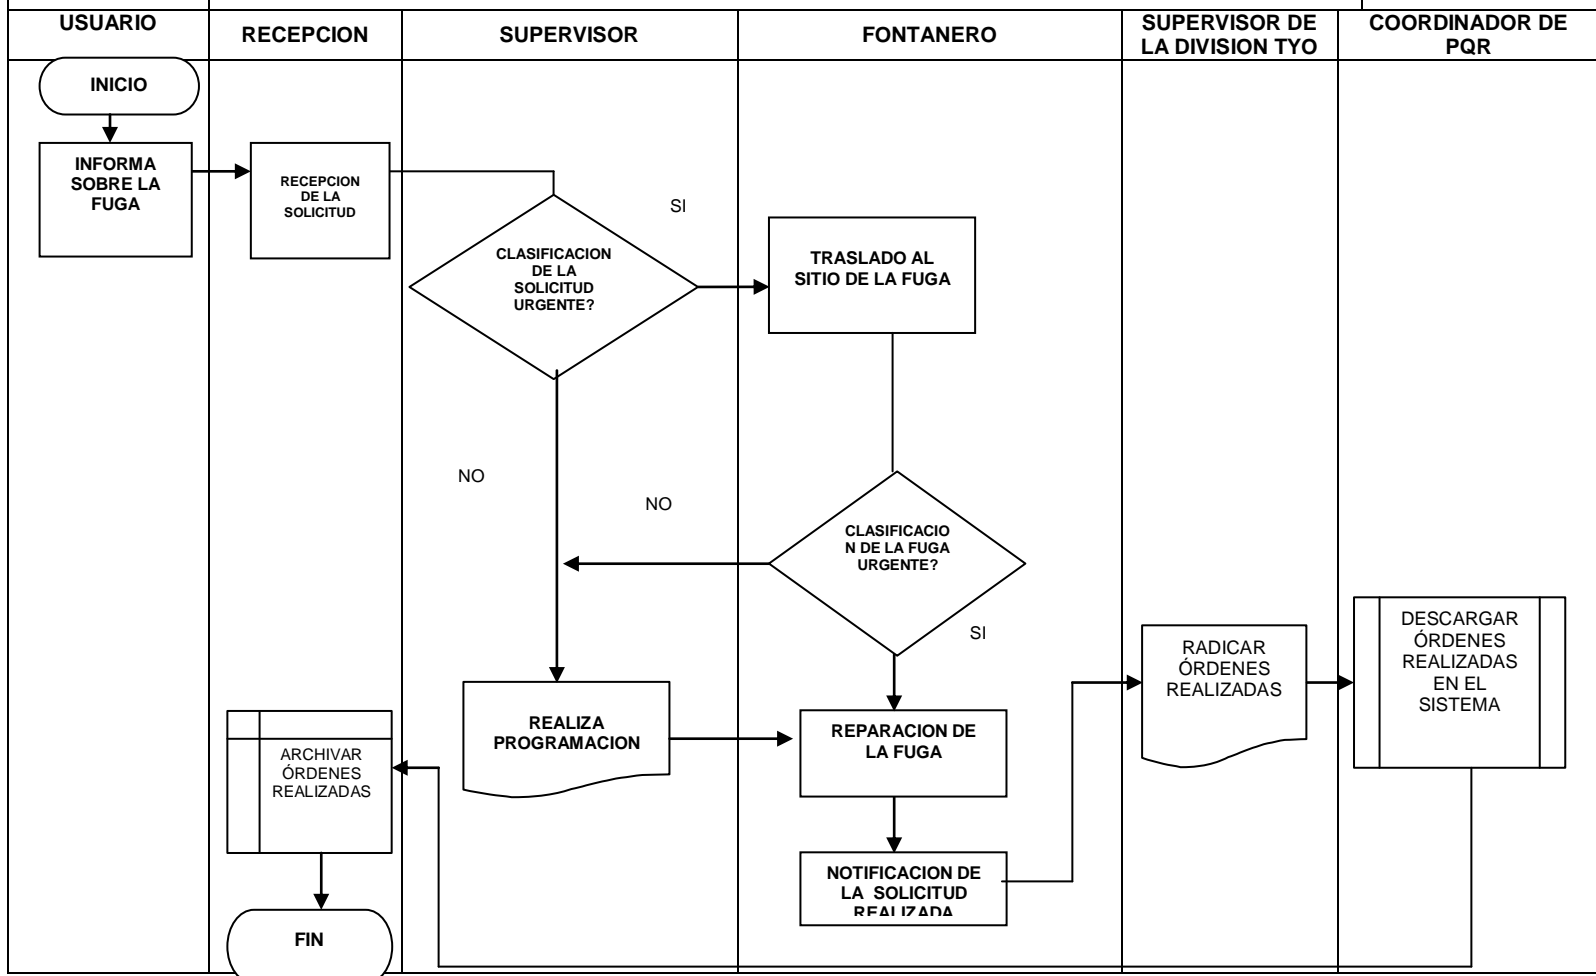 USUARIO
RECEPCION
SUPERVISOR
FONTANERO
SUPERVISOR DE
LA DIVISION TYO
COORDINADOR DE
PQR
INICIO
INFORMA
SOBRE LA
FUGA
RECEPCION
DE LA
SOLICITUD
CLASIFICACION
DE LA
SOLICITUD
URGENTE?
SI
TRASLADO AL
SITIO DE LA FUGA
NO
NO
CLASIFICACIO
N DE LA FUGA
URGENTE?
SI
REALIZA
PROGRAMACION
REPARACION DE
LA FUGA
NOTIFICACION DE
LA SOLICITUD
REALIZADA
RADICAR
ÓRDENES
REALIZADAS
DESCARGAR
ÓRDENES
REALIZADAS
EN EL
SISTEMA
ARCHIVAR
ÓRDENES
REALIZADAS
FIN